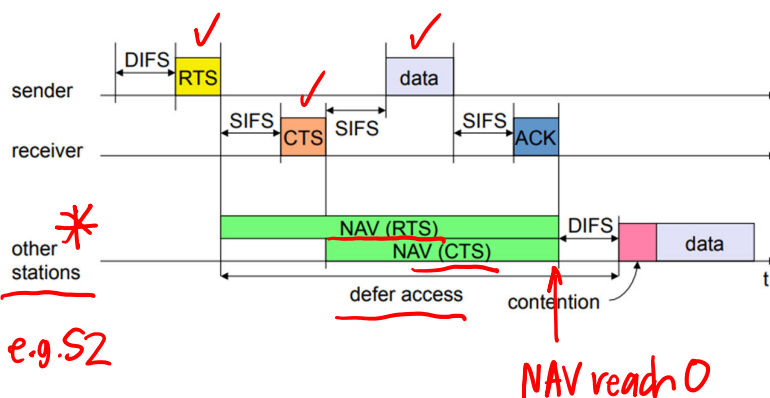 DIFS
RTS
data
sender
SIFS
CTS
SIFS
SIFS
ACK
receiver
NAV (RTS)
DIFS
other
stations
NAV (CTS)
data
t
defer access
contention
e.g. S2
NAV reach 0